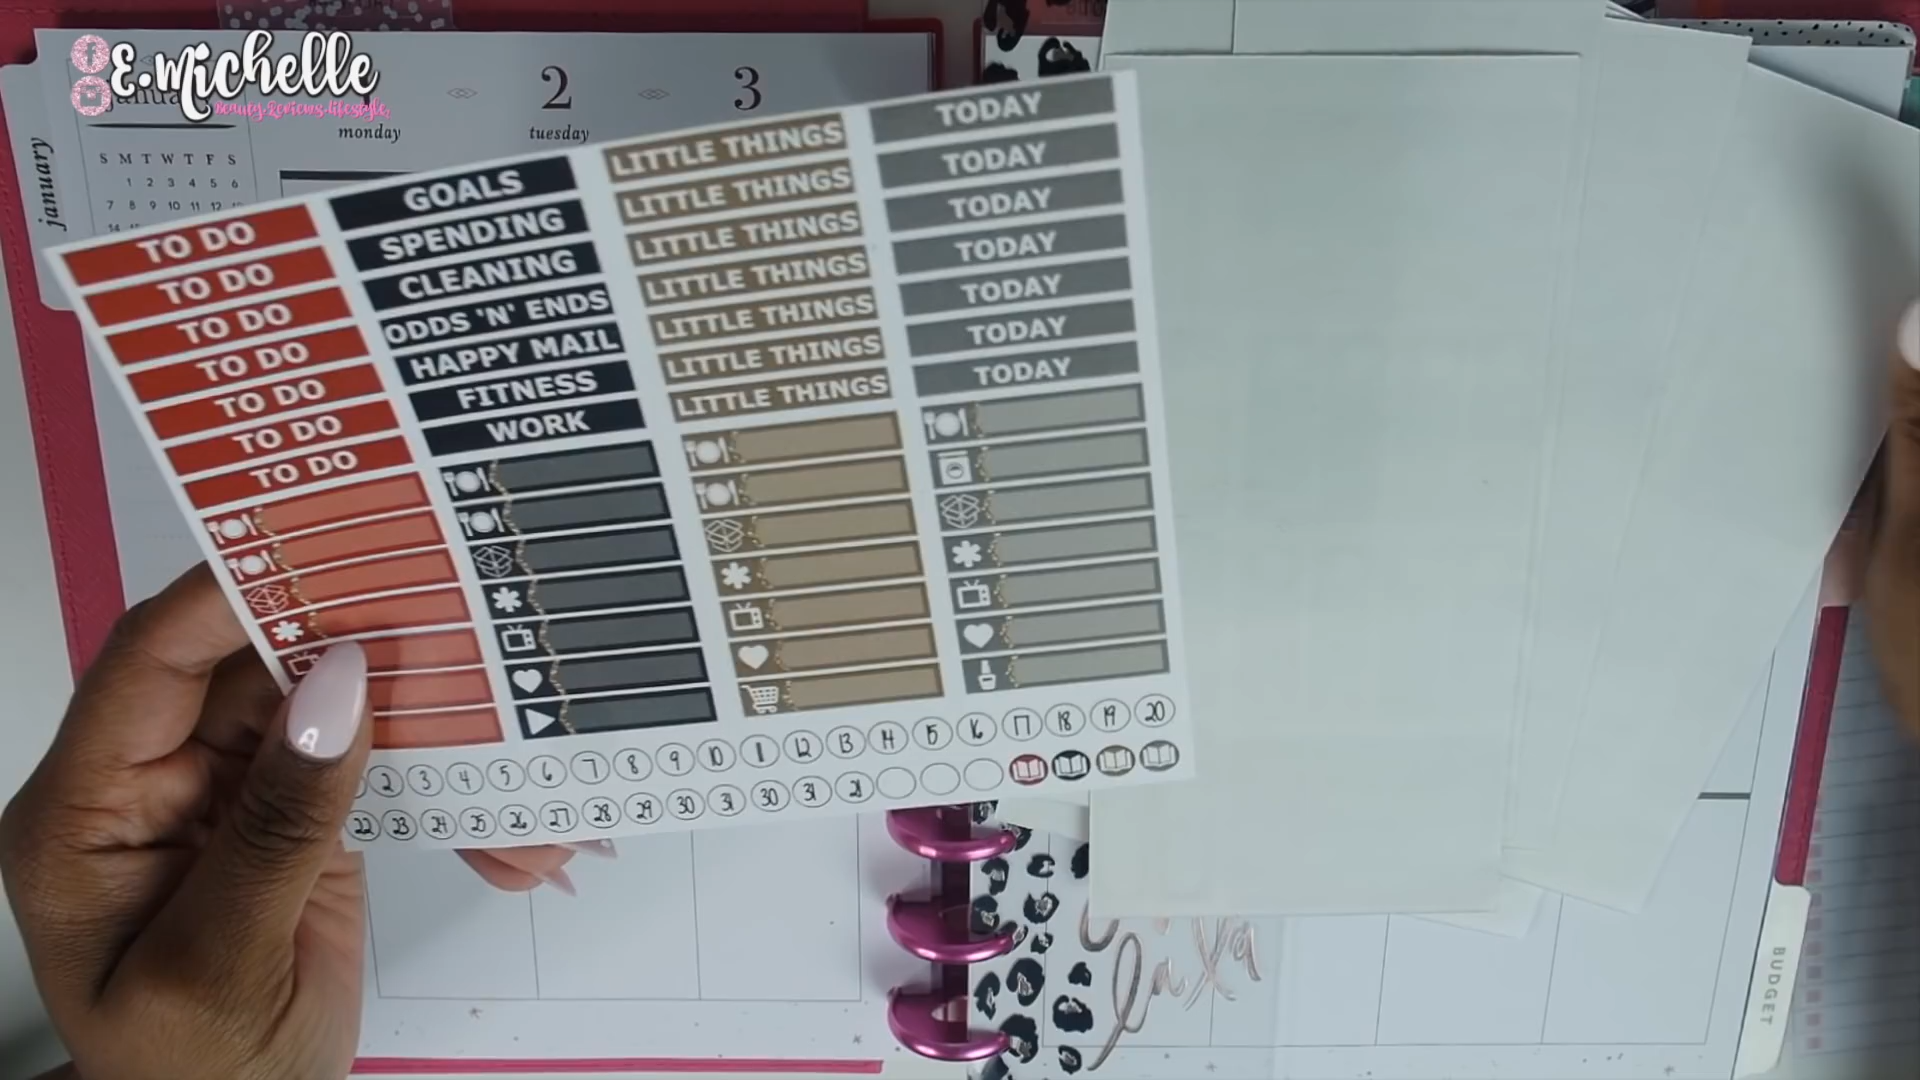 E.Michelle
Beauty.Reviews.Lifestyle.
2
3
monday
tuesday
january
S M T W T F S
1 2 3 4 5 6
7 8 9 10 11 12
14
TO DO
TO DO
TO DO
TO DO
TO DO
TO DO
TO DO
GOALS
SPENDING
CLEANING
ODDS 'N' ENDS
HAPPY MAIL
FITNESS
WORK
LITTLE THINGS
LITTLE THINGS
LITTLE THINGS
LITTLE THINGS
LITTLE THINGS
LITTLE THINGS
LITTLE THINGS
TODAY
TODAY
TODAY
TODAY
TODAY
TODAY
TODAY
2 3 4 5 6 7 8 9 10 11 12 13 14 15 16 17 18 19 20
22 23 24 25 26 27 28 29 30 31 30 31 21
BUDGET